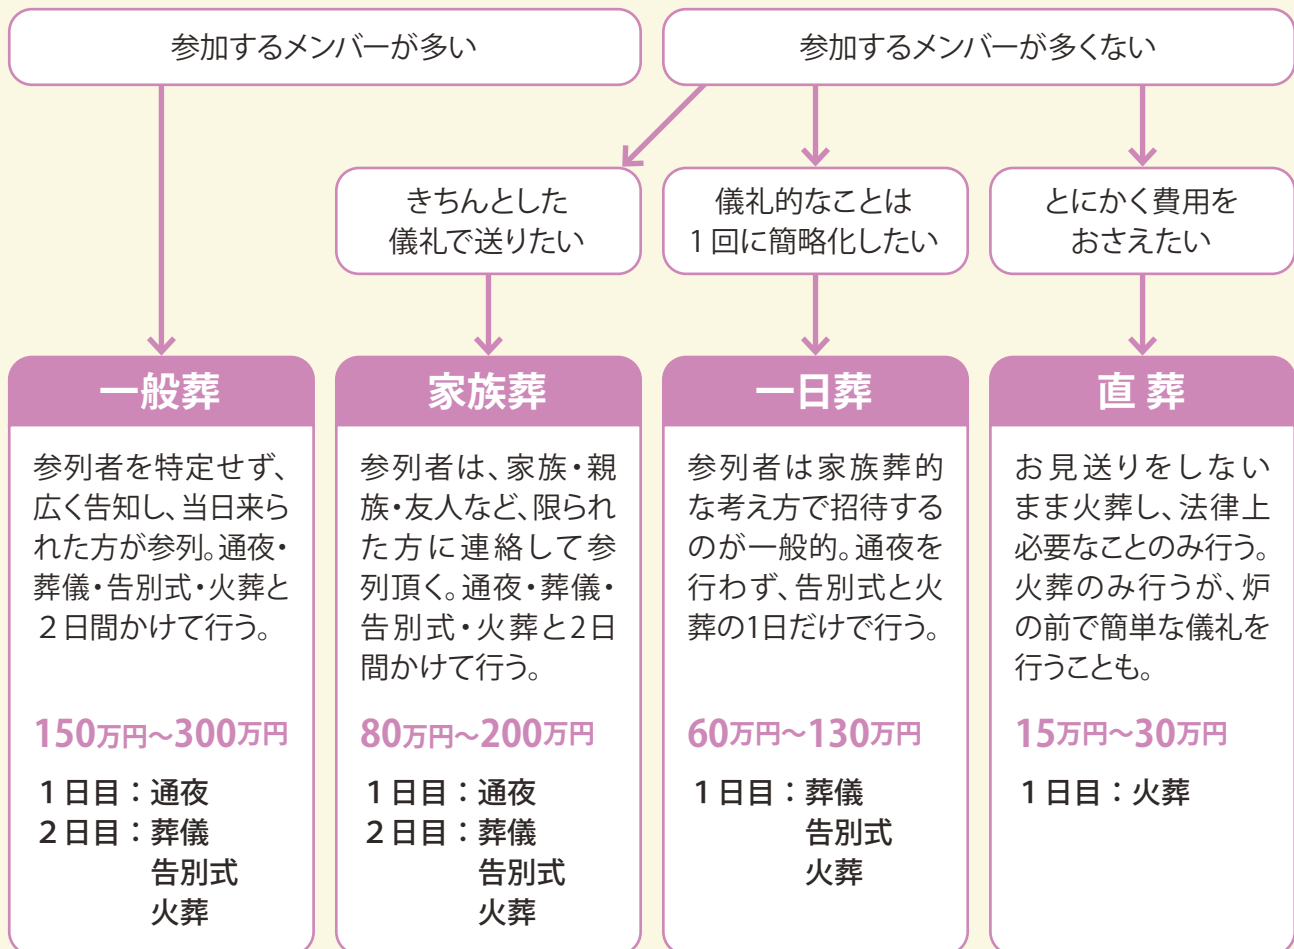 参加するメンバーが多い
参加するメンバーが多くない
きちんとした
儀礼で送りたい
儀礼的なことは
1回に簡略化したい
とにかく費用を
おさえたい
一般葬
参列者を特定せず、
広く告知し、当日来ら
れた方が参列。通夜・
葬儀・告別式・火葬と
２日間かけて行う。
150万円～300万円
１日目：通夜
２日目：葬儀
告別式
火葬
家族葬
参列者は、家族・親
族・友人など、限られ
た方に連絡して参
列頂く。通夜・葬儀・
告別式・火葬と2日
間かけて行う。
80万円～200万円
１日目：通夜
２日目：葬儀
告別式
火葬
一日葬
参列者は家族葬的
な考え方で招待する
のが一般的。通夜を
行わず、告別式と火
葬の1日だけで行う。
60万円～130万円
１日目：葬儀
告別式
火葬
直 葬
お見送りをしない
まま火葬し、法律上
必要なことのみ行う。
火葬のみ行うが、炉
の前で簡単な儀礼を
行うことも。
15万円～30万円
１日目：火葬